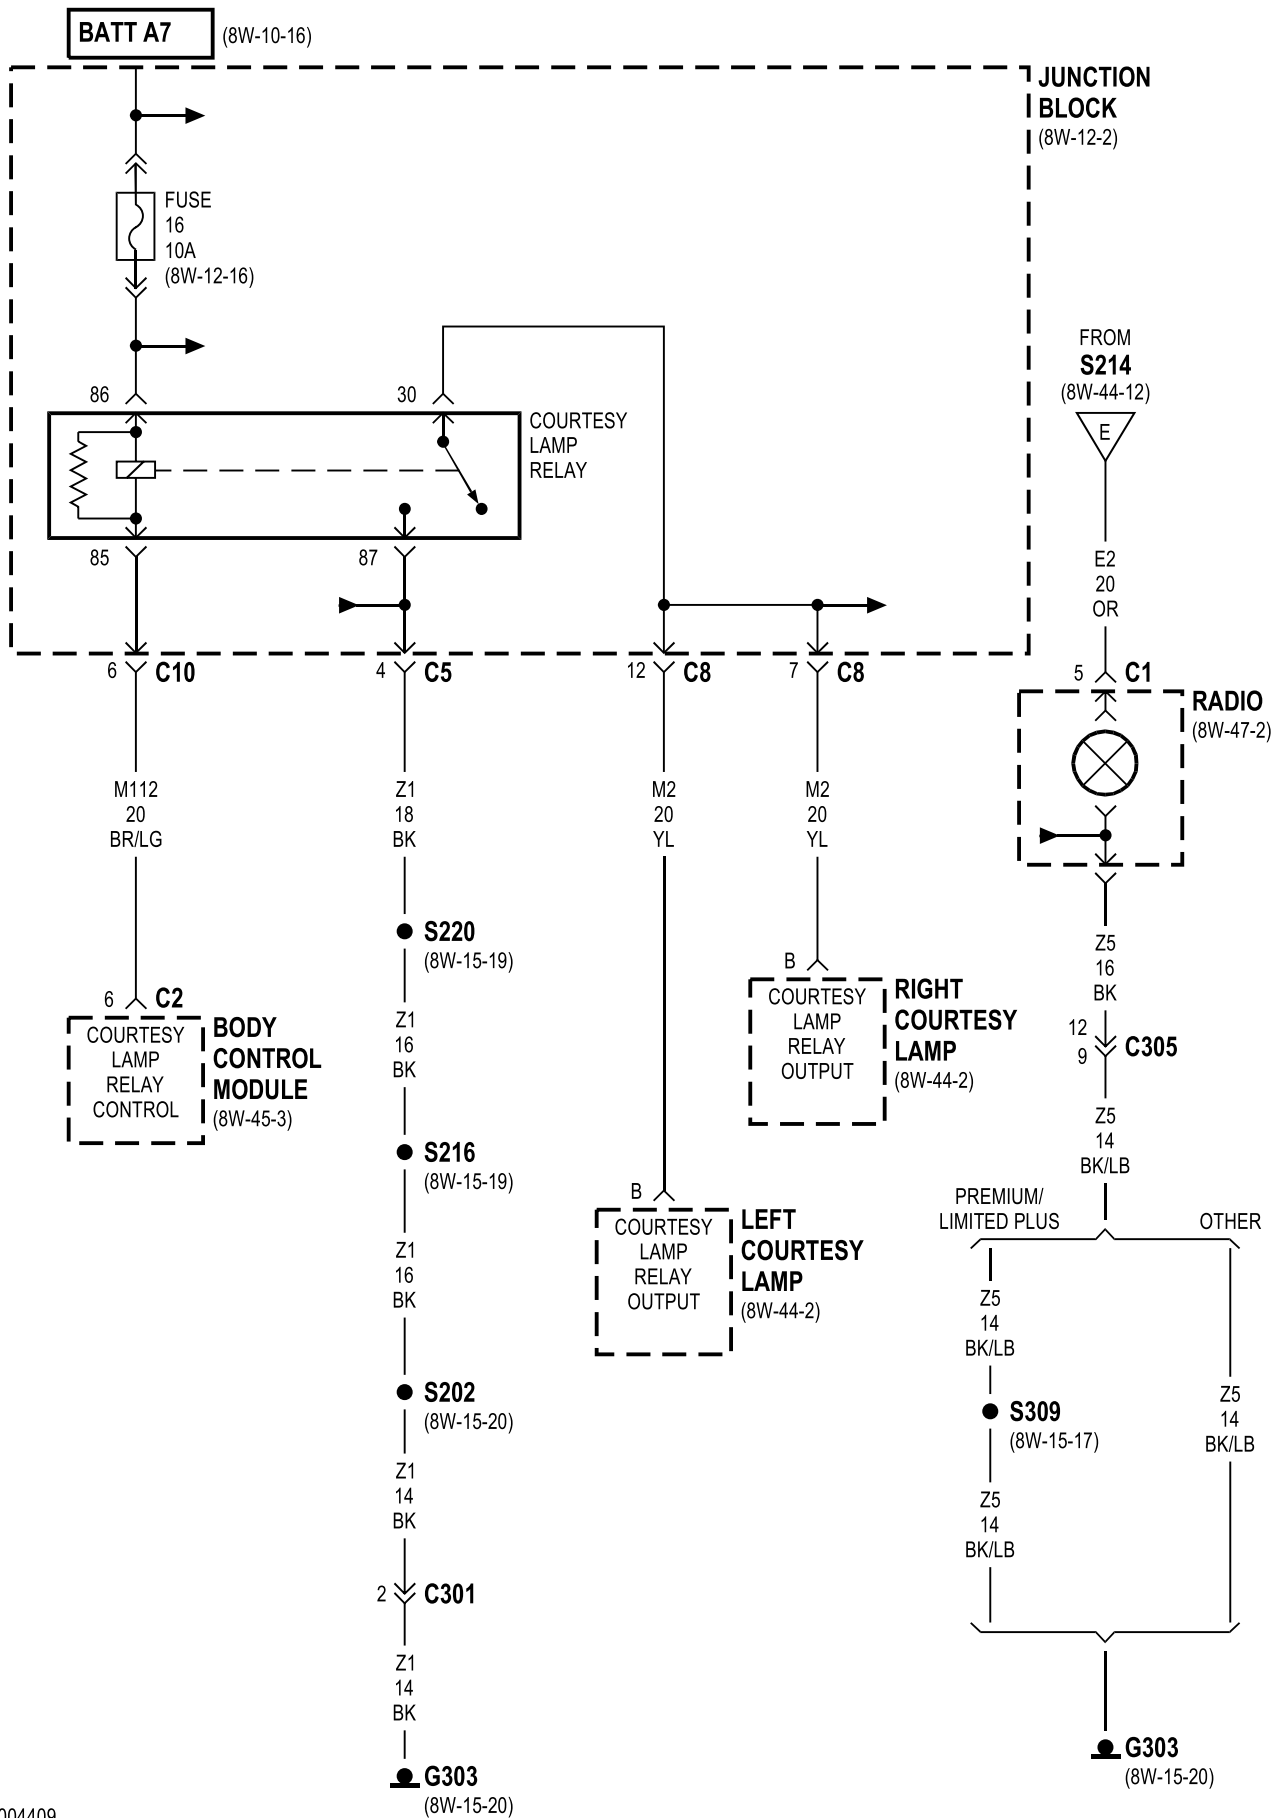 BATT A7 (8W-10-16)
JUNCTION
BLOCK
(8W-12-2)
FUSE
16
10A
(8W-12-16)
FROM
S214
(8W-44-12)
E
86
30
COURTESY
LAMP
RELAY
85
87
E2
20
OR
6 C10
4 C5
12 C8
7 C8
5 C1
RADIO
(8W-47-2)
M112
20
BR/LG
Z1
18
BK
M2
20
YL
M2
20
YL
S220
(8W-15-19)
Z5
16
BK
12
9
C305
B
COURTESY
LAMP
RELAY
OUTPUT
RIGHT
COURTESY
LAMP
(8W-44-2)
6 C2
COURTESY
LAMP
RELAY
CONTROL
BODY
CONTROL
MODULE
(8W-45-3)
Z1
16
BK
S216
(8W-15-19)
Z5
14
BK/LB
PREMIUM/
LIMITED PLUS
OTHER
B
COURTESY
LAMP
RELAY
OUTPUT
LEFT
COURTESY
LAMP
(8W-44-2)
Z1
16
BK
Z5
14
BK/LB
S202
(8W-15-20)
S309
(8W-15-17)
Z5
14
BK/LB
Z1
14
BK
Z5
14
BK/LB
2 C301
Z1
14
BK
G303
(8W-15-20)
G303
(8W-15-20)